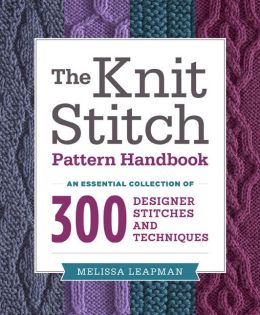 The Knit
Stitch
Pattern Handbook
AN ESSENTIAL COLLECTION OF
300 DESIGNER
STITCHES
AND
TECHNIQUES
MELISSA LEAPMAN